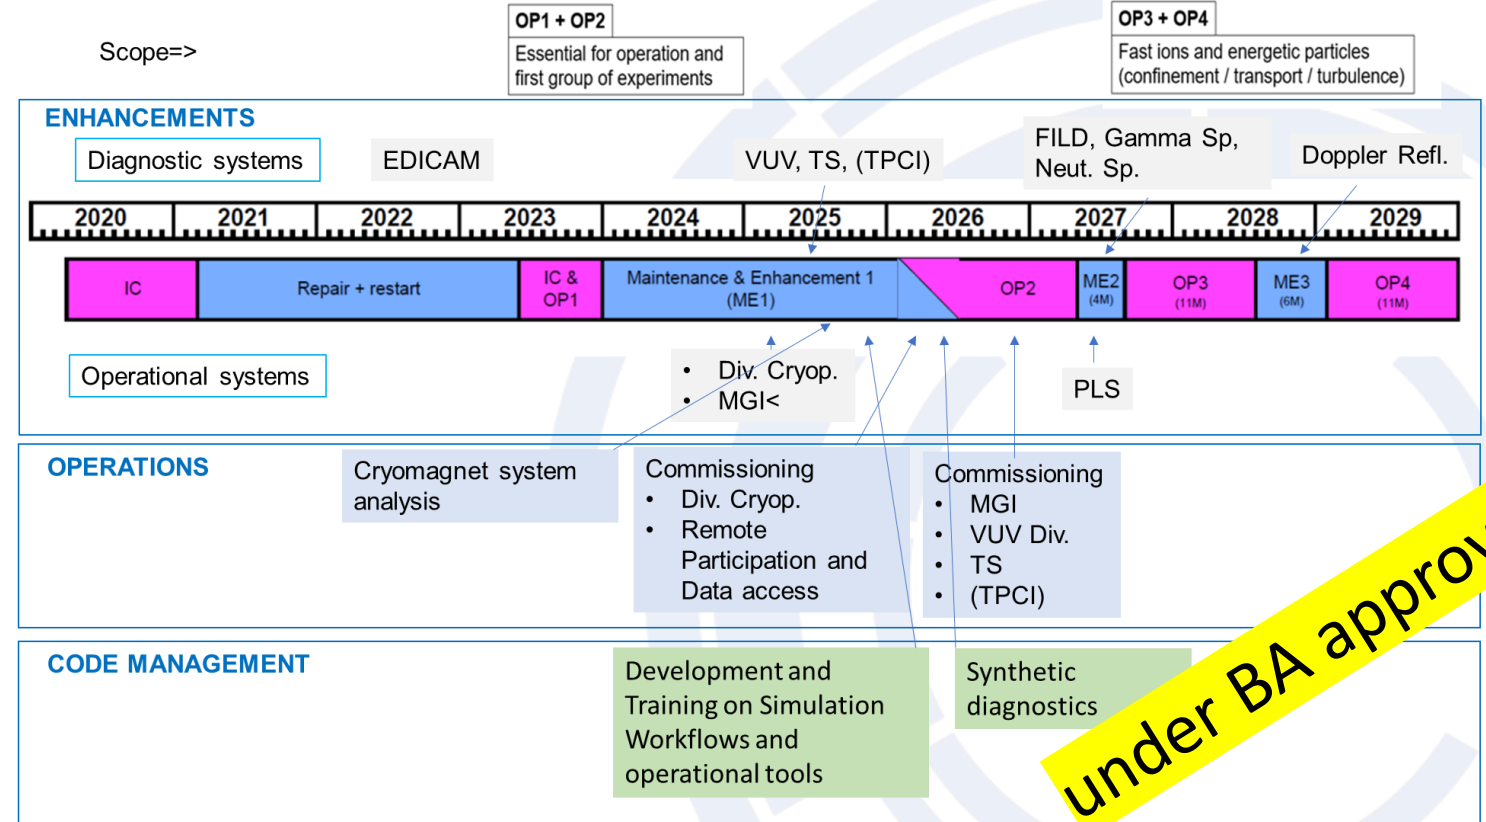 Scope=>
OP1 + OP2
Essential for operation and
first group of experiments
OP3 + OP4
Fast ions and energetic particles
(confinement / transport / turbulence)
ENHANCEMENTS
Diagnostic systems
EDICAM
VUV, TS, (TPCI)
FILD, Gamma Sp,
Neut. Sp.
Doppler Refl.
2020 2021 2022 2023 2024 2025 2026 2027 2028 2029
IC
Repair + restart
IC &
OP1
Maintenance & Enhancement 1
(ME1)
OP2
ME2
(4M)
OP3
(11M)
ME3
(6M)
OP4
(11M)
Operational systems
• Div. Cryop.
• MGI<
PLS
OPERATIONS
Cryomagnet system
analysis
Commissioning
• Div. Cryop.
• Remote
Participation and
Data access
Commissioning
• MGI
• VUV Div.
• TS
• (TPCI)
CODE MANAGEMENT
Development and
Training on Simulation
Workflows and
operational tools
Synthetic
diagnostics
under BA approv